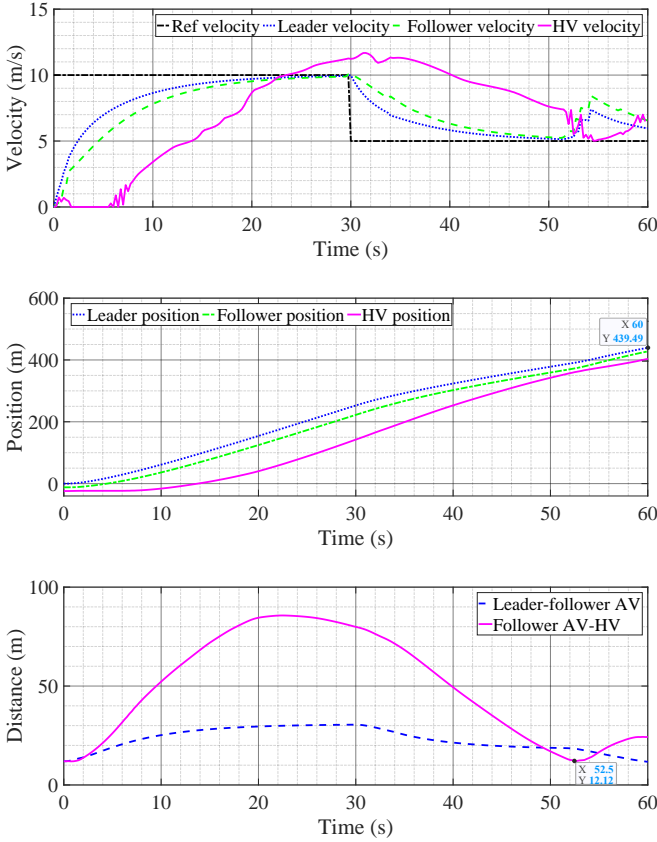 15
10
5
0
Velocity (m/s)
Ref velocity Leader velocity Follower velocity HV velocity
0 10 20 30 40 50 60
Time (s)
600
400
200
0
Position (m)
Leader position Follower position HV position
X 60
Y 439.49
0 10 20 30 40 50 60
Time (s)
100
50
0
Distance (m)
Leader-follower AV
Follower AV-HV
X 52.5
Y 12.12
0 10 20 30 40 50 60
Time (s)